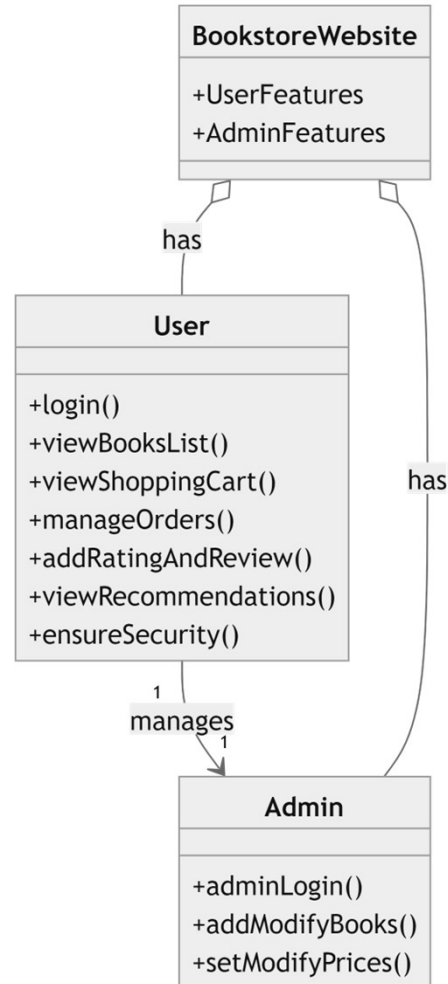 BookstoreWebsite
+UserFeatures
+AdminFeatures
has
User
+login()
+viewBooksList()
+viewShoppingCart()
+manageOrders()
+addRatingAndReview()
+viewRecommendations()
+ensureSecurity()
has
1
manages
1
Admin
+adminLogin()
+addModifyBooks()
+setModifyPrices()